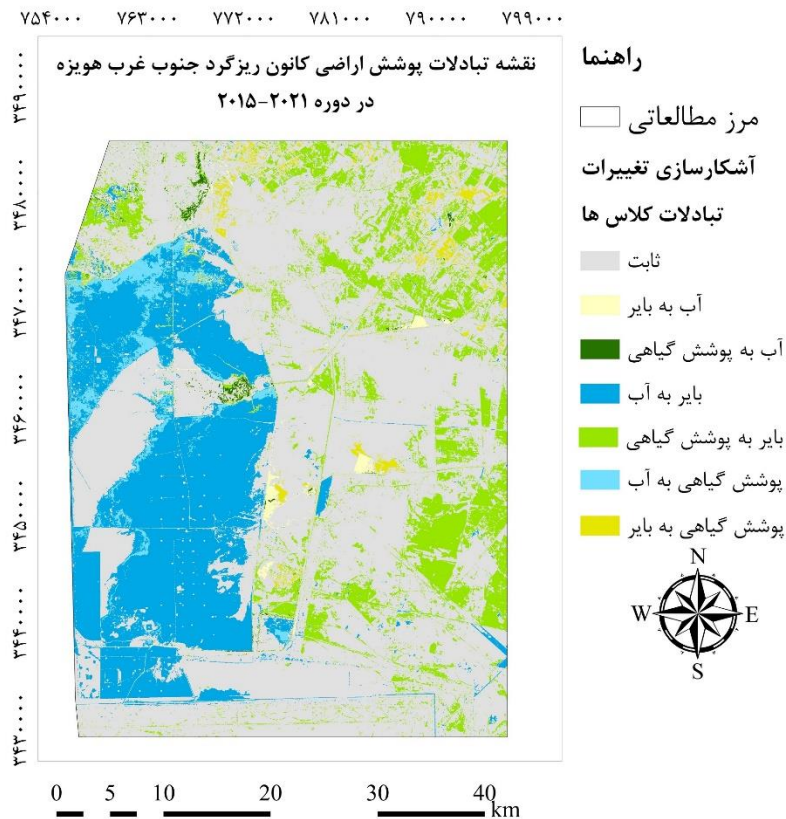 ۷۵۴۰۰۰ ۷۶۳۰۰۰ ۷۷۲۰۰۰ ۷۸۱۰۰۰ ۷۹۰۰۰۰ ۷۹۹۰۰۰
نقشه تبادلات پوشش اراضی کانون ریزگرد جنوب غرب هویزه
در دوره ۲۰۲۱-۲۰۱۵
۳۴۹۰۰۰۰
۳۴۸۰۰۰۰
۳۴۷۰۰۰۰
۳۴۶۰۰۰۰
۳۴۵۰۰۰۰
۳۴۴۰۰۰۰
۳۴۳۰۰۰۰
راهنما
مرز مطالعاتی
آشکارسازی تغییرات
تبادلات کلاس ها
ثابت
آب به بایر
آب به پوشش گیاهی
بایر به آب
بایر به پوشش گیاهی
پوشش گیاهی به آب
پوشش گیاهی به بایر
N
W E
S
0 5 10 20 30 40
km